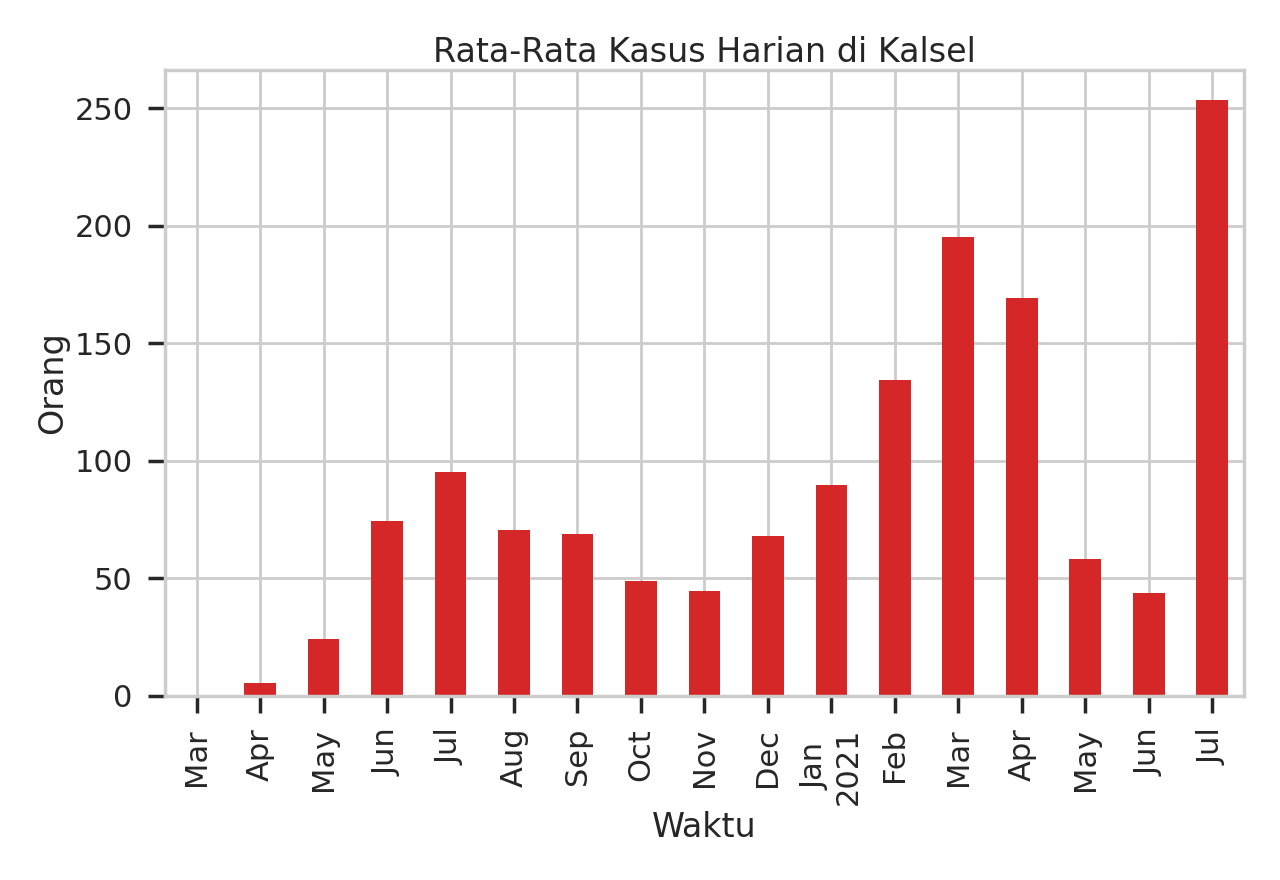 Rata-Rata Kasus Harian di Kalsel
Orang
250
200
150
100
50
0
Mar
Apr
May
Jun
Jul
Aug
Sep
Oct
Nov
Dec
Jan
2021
Feb
Mar
Apr
May
Jun
Jul
Waktu